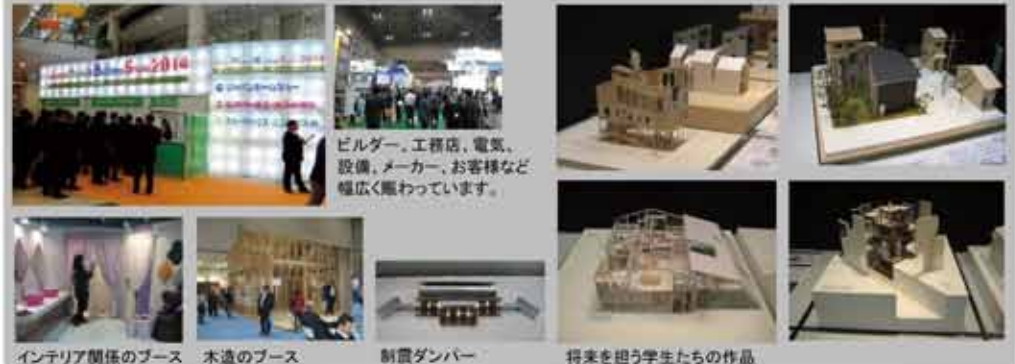 ビルダー、工務店、電気、
設備、メーカー、お客様など
幅広く賑わっています。
インテリア関係のブース
木造のブース
制震ダンパー
将来を担う学生たちの作品